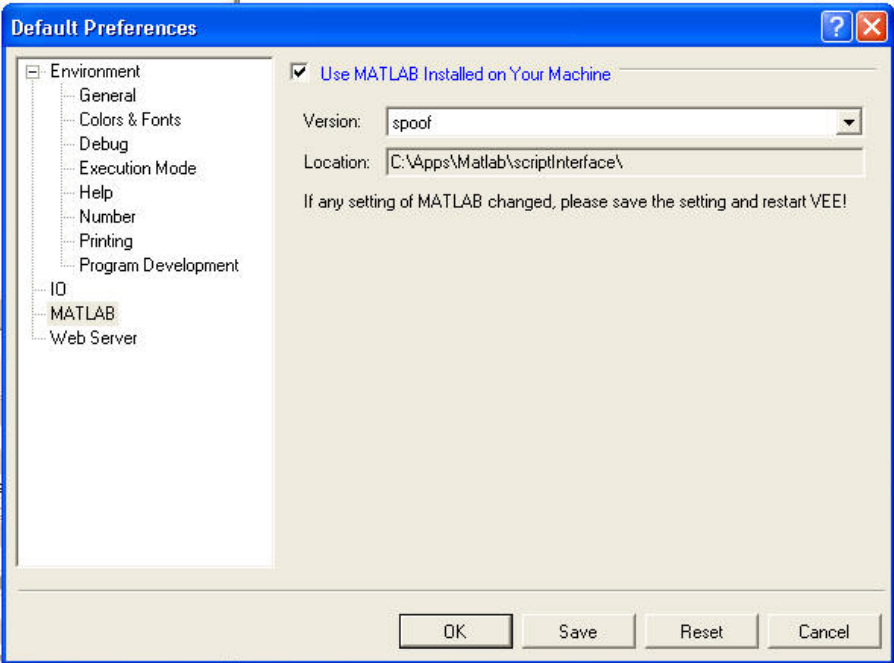 Default Preferences
Environment
General
Colors & Fonts
Debug
Execution Mode
Help
Number
Printing
Program Development
IO
MATLAB
Web Server
Use MATLAB Installed on Your Machine
Version: spoof
Location: C:\Apps\Matlab\scriptInterface\
If any setting of MATLAB changed, please save the setting and restart VEE!
OK Save Reset Cancel